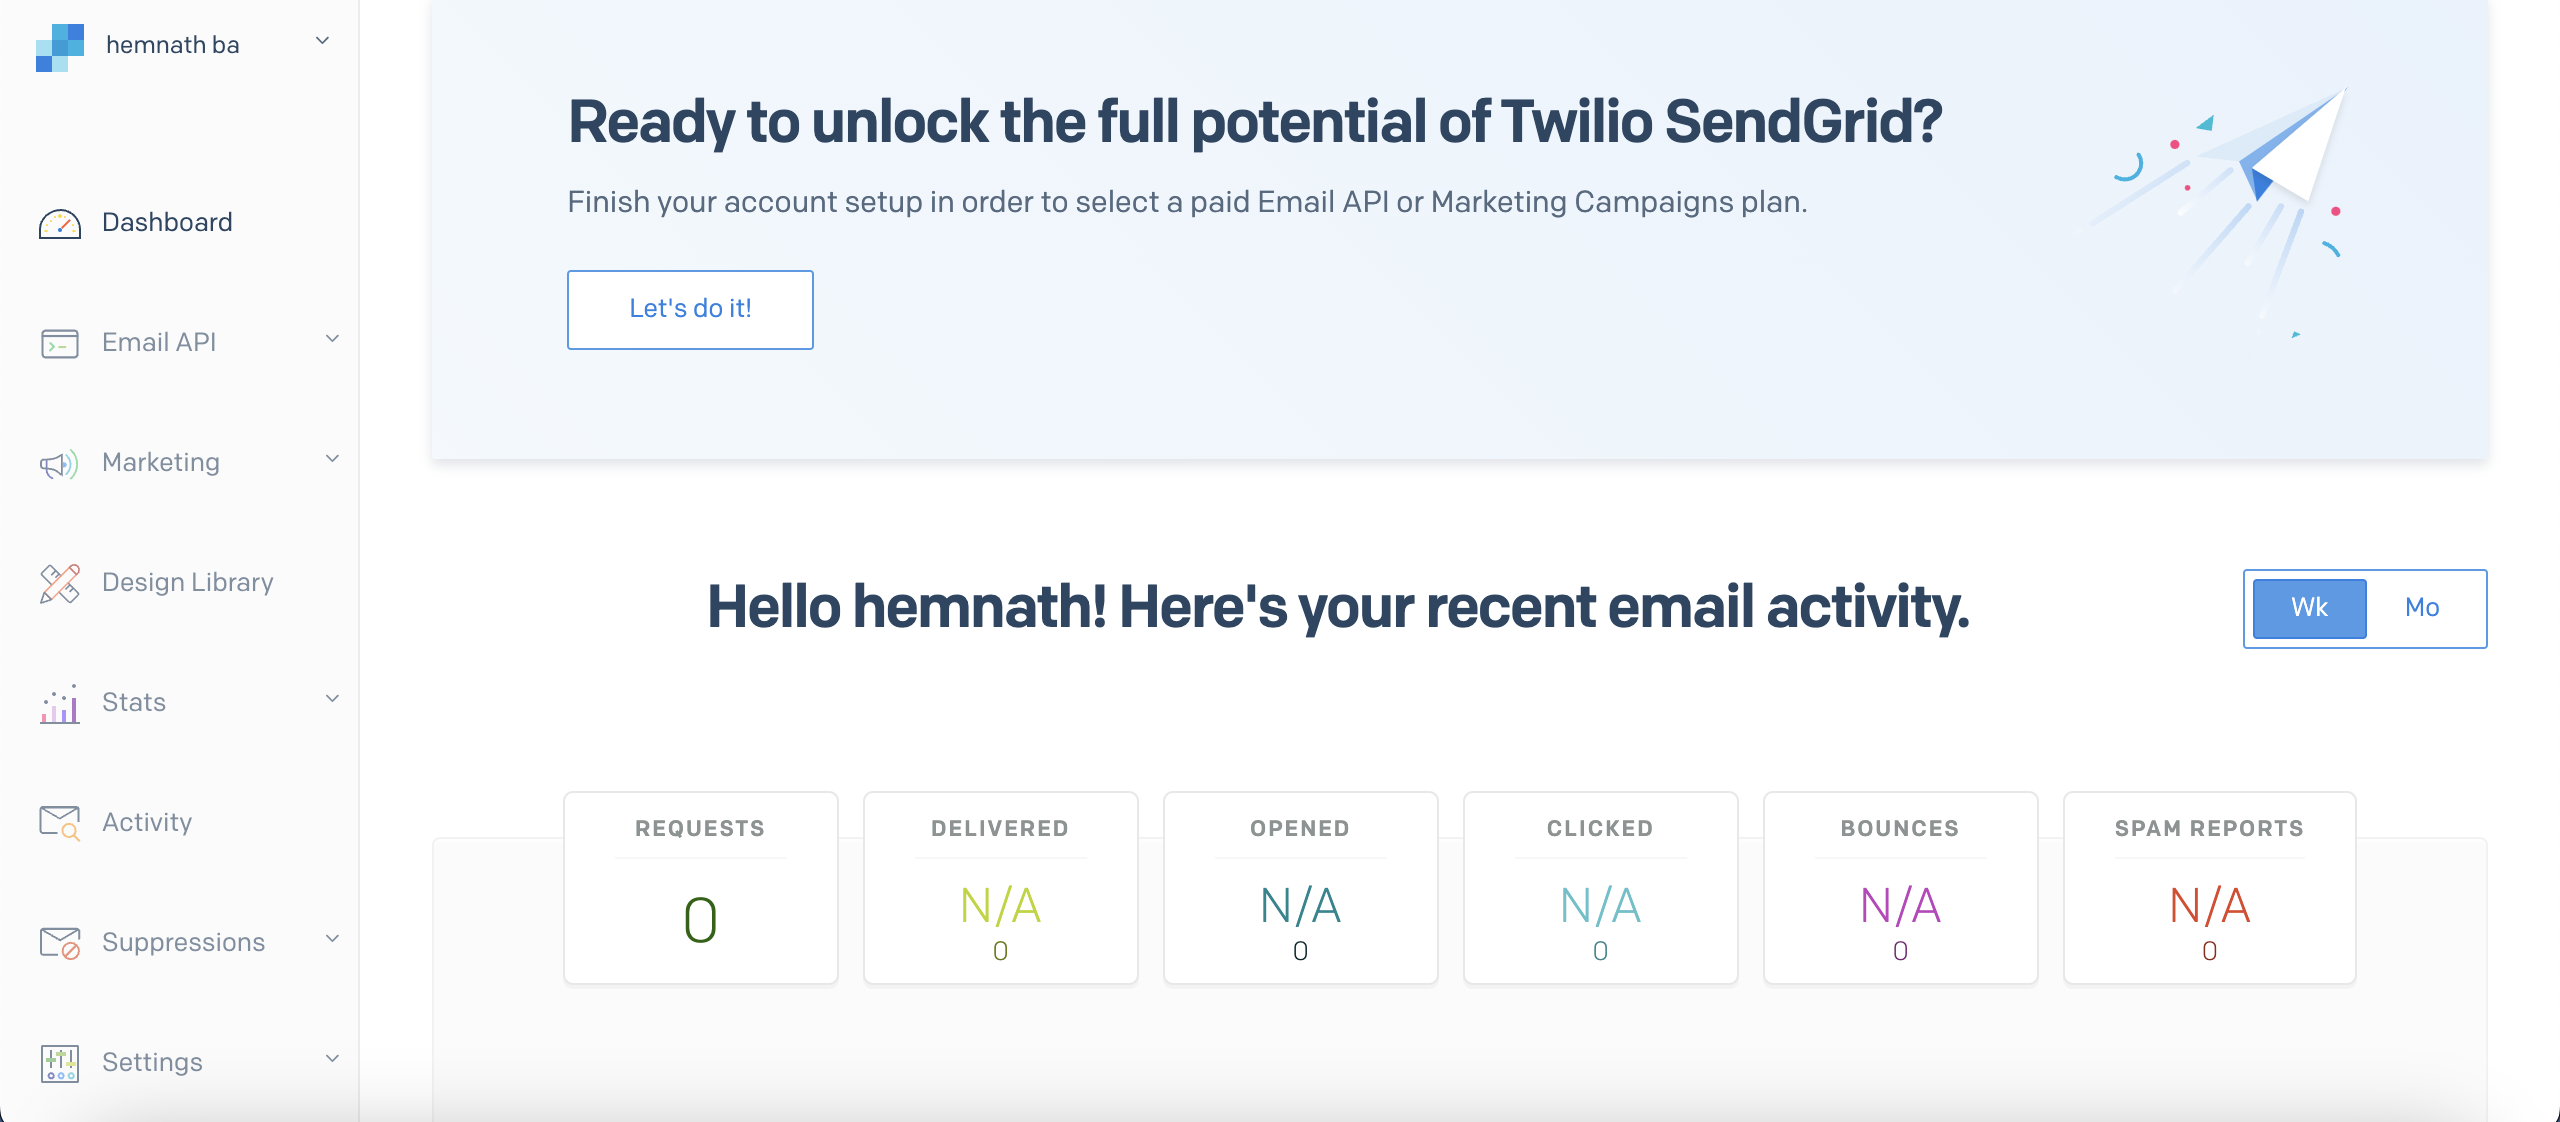 hemnath ba
Dashboard
Email API
Marketing
Design Library
Stats
Activity
Suppressions
Settings
Ready to unlock the full potential of Twilio SendGrid?
Finish your account setup in order to select a paid Email API or Marketing Campaigns plan.
Let's do it!
Hello hemnath! Here's your recent email activity.
Wk Mo
REQUESTS
0
DELIVERED
N/A
0
OPENED
N/A
0
CLICKED
N/A
0
BOUNCES
N/A
0
SPAM REPORTS
N/A
0